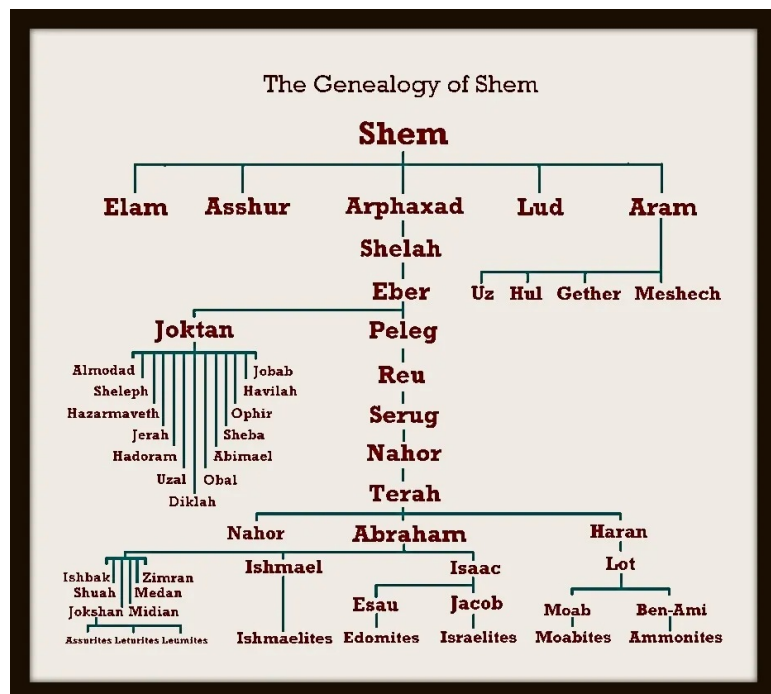 The Genealogy of Shem
Shem
Elam Asshur Arphaxad Lud Aram
Shelah
Eber Uz Hul Gether Meshech
Joktan Peleg
Almodad Jobab Reu
Sheleph Havilah
Hazarmaveth Ophir Serug
Jerah Sheba
Hadoram Abimael Nahor
Uzal Obal
Diklah Terah
Nahor Abraham Haran
Ishmael Isaac Lot
Ishbak Zimran
Shuah Medan
Jokshan Midian Esau Jacob Moab Ben-Ami
Assurites Leturites Leumites Ishmaelites Edomites Israelites Moabites Ammonites